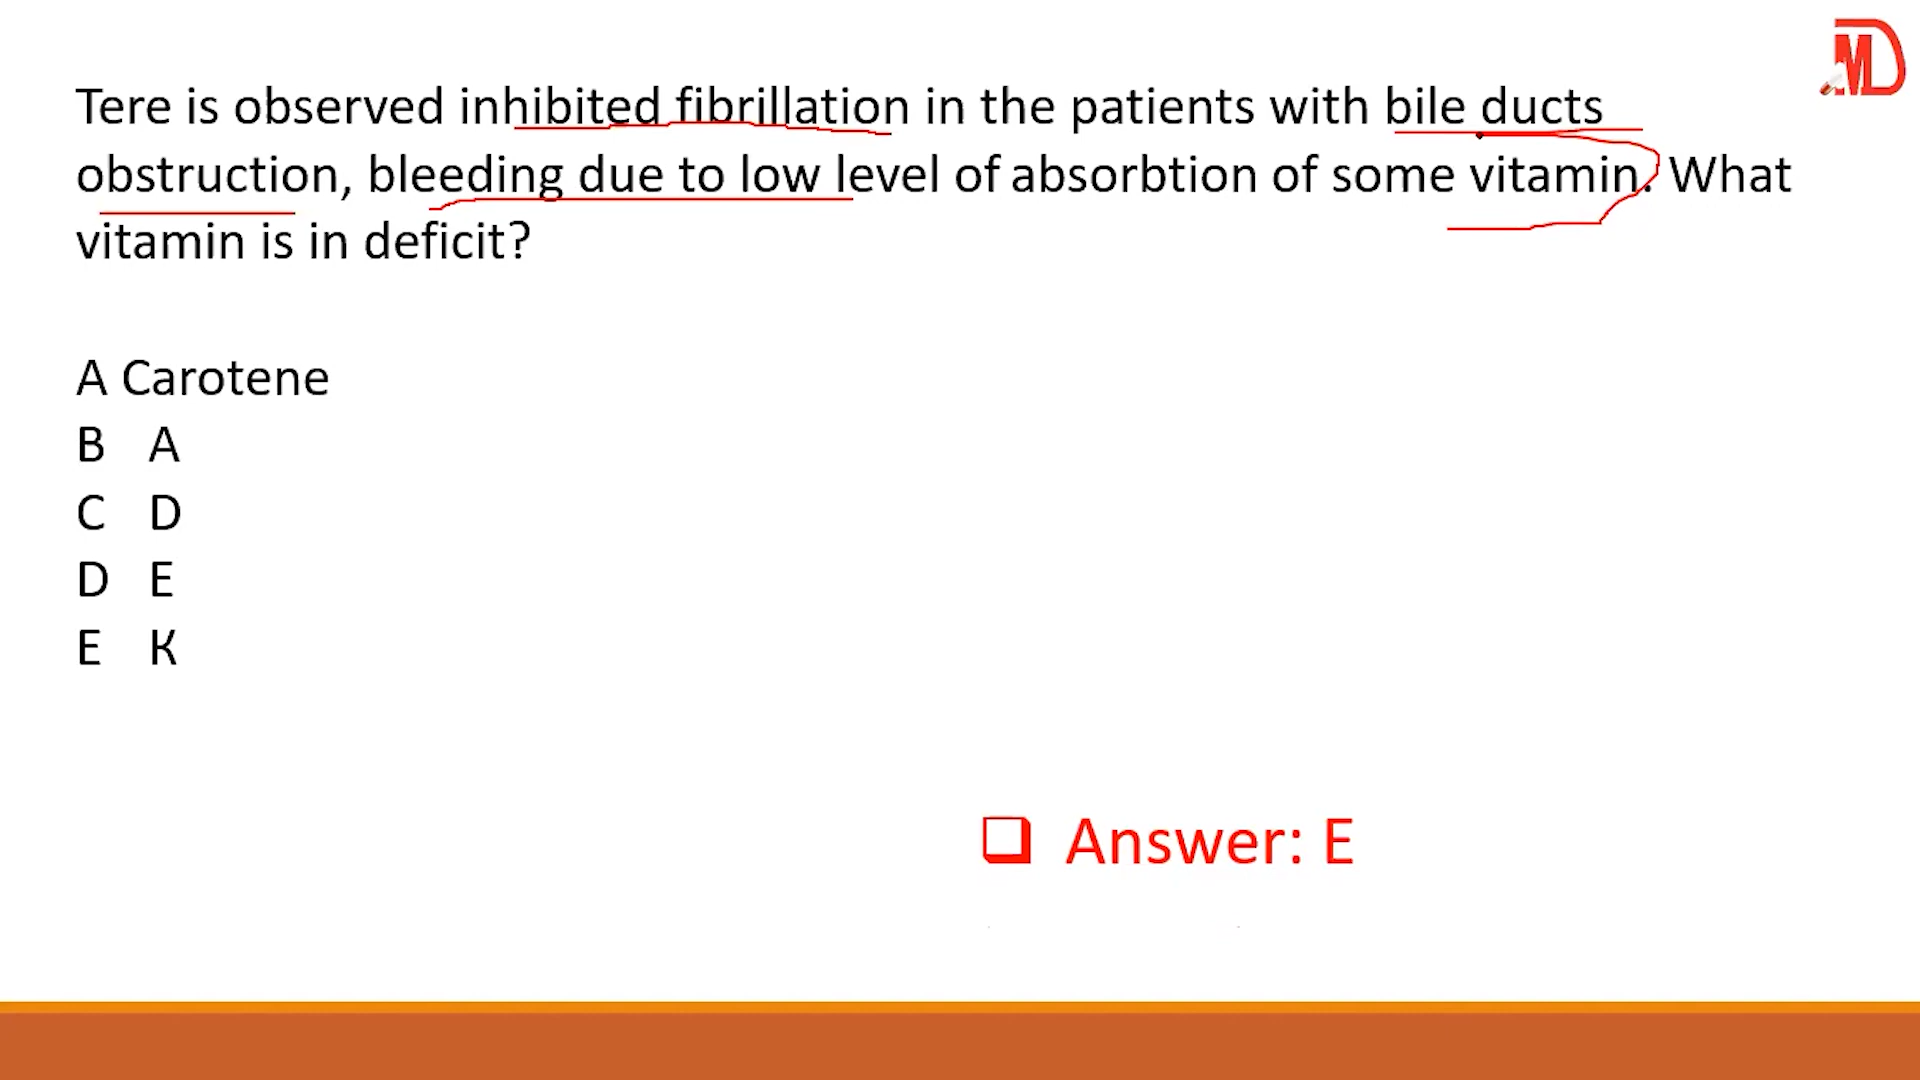 MD
Tere is observed inhibited fibrillation in the patients with bile ducts
obstruction, bleeding due to low level of absorbtion of some vitamin. What
vitamin is in deficit?
A Carotene
B A
C D
D E
E K
Answer: E